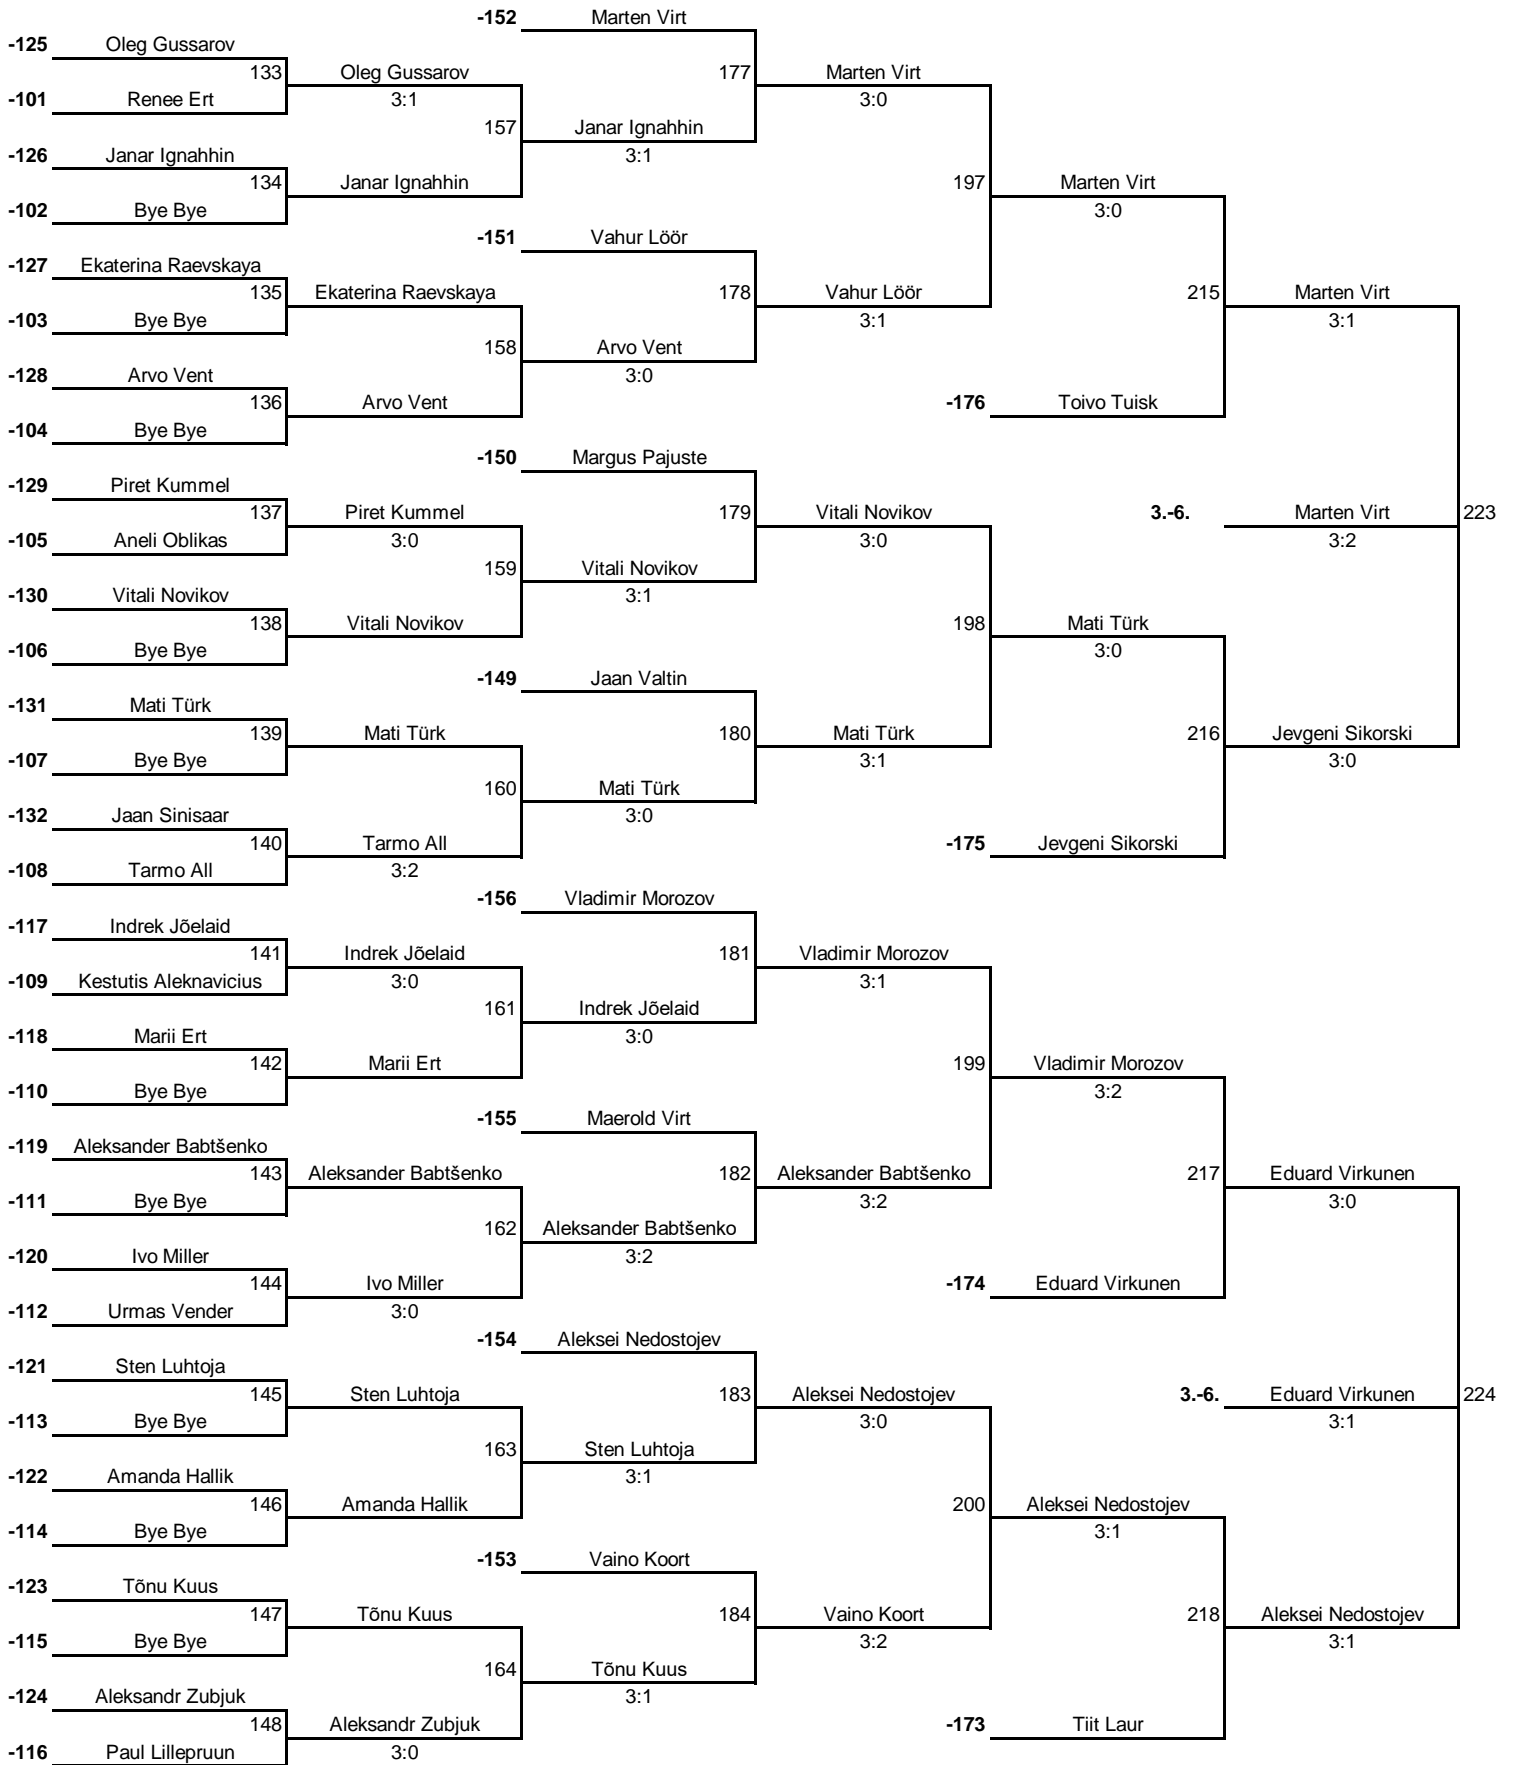 -152 Marten Virt
-125 Oleg Gussarov
133 Oleg Gussarov 177 Marten Virt
-101 Renee Ert 3:1 3:0
157 Janar Ignahhin
-126 Janar Ignahhin 3:1
134 Janar Ignahhin 197 Marten Virt
-102 Bye Bye 3:0
-151 Vahur Löör
-127 Ekaterina Raevskaya
135 Ekaterina Raevskaya 178 Vahur Löör 215 Marten Virt
-103 Bye Bye 3:1 3:1
158 Arvo Vent
-128 Arvo Vent 3:0
136 Arvo Vent -176 Toivo Tuisk
-104 Bye Bye
-150 Margus Pajuste
-129 Piret Kummel
137 Piret Kummel 179 Vitali Novikov 3.-6. Marten Virt 223
-105 Aneli Oblikas 3:0 3:0 3:2
159 Vitali Novikov
-130 Vitali Novikov 3:1
138 Vitali Novikov 198 Mati Türk
-106 Bye Bye 3:0
-149 Jaan Valtin
-131 Mati Türk
139 Mati Türk 180 Mati Türk 216 Jevgeni Sikorski
-107 Bye Bye 3:1 3:0
160 Mati Türk
-132 Jaan Sinisaar 3:0
140 Tarmo All -175 Jevgeni Sikorski
-108 Tarmo All 3:2
-156 Vladimir Morozov
-117 Indrek Jõelaid
141 Indrek Jõelaid 181 Vladimir Morozov
-109 Kestutis Aleknavicius 3:0 3:1
161 Indrek Jõelaid
-118 Marii Ert 3:0
142 Marii Ert 199 Vladimir Morozov
-110 Bye Bye 3:2
-155 Maerold Virt
-119 Aleksander Babtšenko
143 Aleksander Babtšenko 182 Aleksander Babtšenko 217 Eduard Virkunen
-111 Bye Bye 3:2 3:0
162 Aleksander Babtšenko
-120 Ivo Miller 3:2
144 Ivo Miller -174 Eduard Virkunen
-112 Urmas Vender 3:0
-154 Aleksei Nedostojev
-121 Sten Luhtoja
145 Sten Luhtoja 183 Aleksei Nedostojev 3.-6. Eduard Virkunen 224
-113 Bye Bye 3:0 3:1
163 Sten Luhtoja
-122 Amanda Hallik 3:1
146 Amanda Hallik 200 Aleksei Nedostojev
-114 Bye Bye 3:1
-153 Vaino Koort
-123 Tõnu Kuus
147 Tõnu Kuus 184 Vaino Koort 218 Aleksei Nedostojev
-115 Bye Bye 3:2 3:1
164 Tõnu Kuus
-124 Aleksandr Zubjuk 3:1
148 Aleksandr Zubjuk -173 Tiit Laur
-116 Paul Lillepruun 3:0